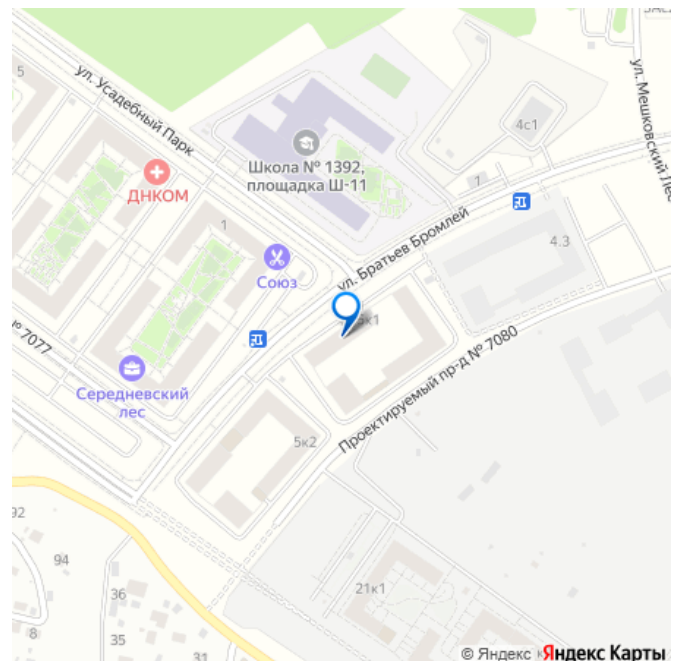 5
ул. Усадебный Парк
ул. Мешковский Лес
4с1
Школа № 1392,
площадка Ш-11
ДНКОМ
1
1
ул. Братьев Бромлей
4.3
Союз
№ 7077
Середневский
лес
5к2
Проектируемый пр-д № 7080
92
94
36
8
35
31
21к1
© Яндекс
Яндекс Карты